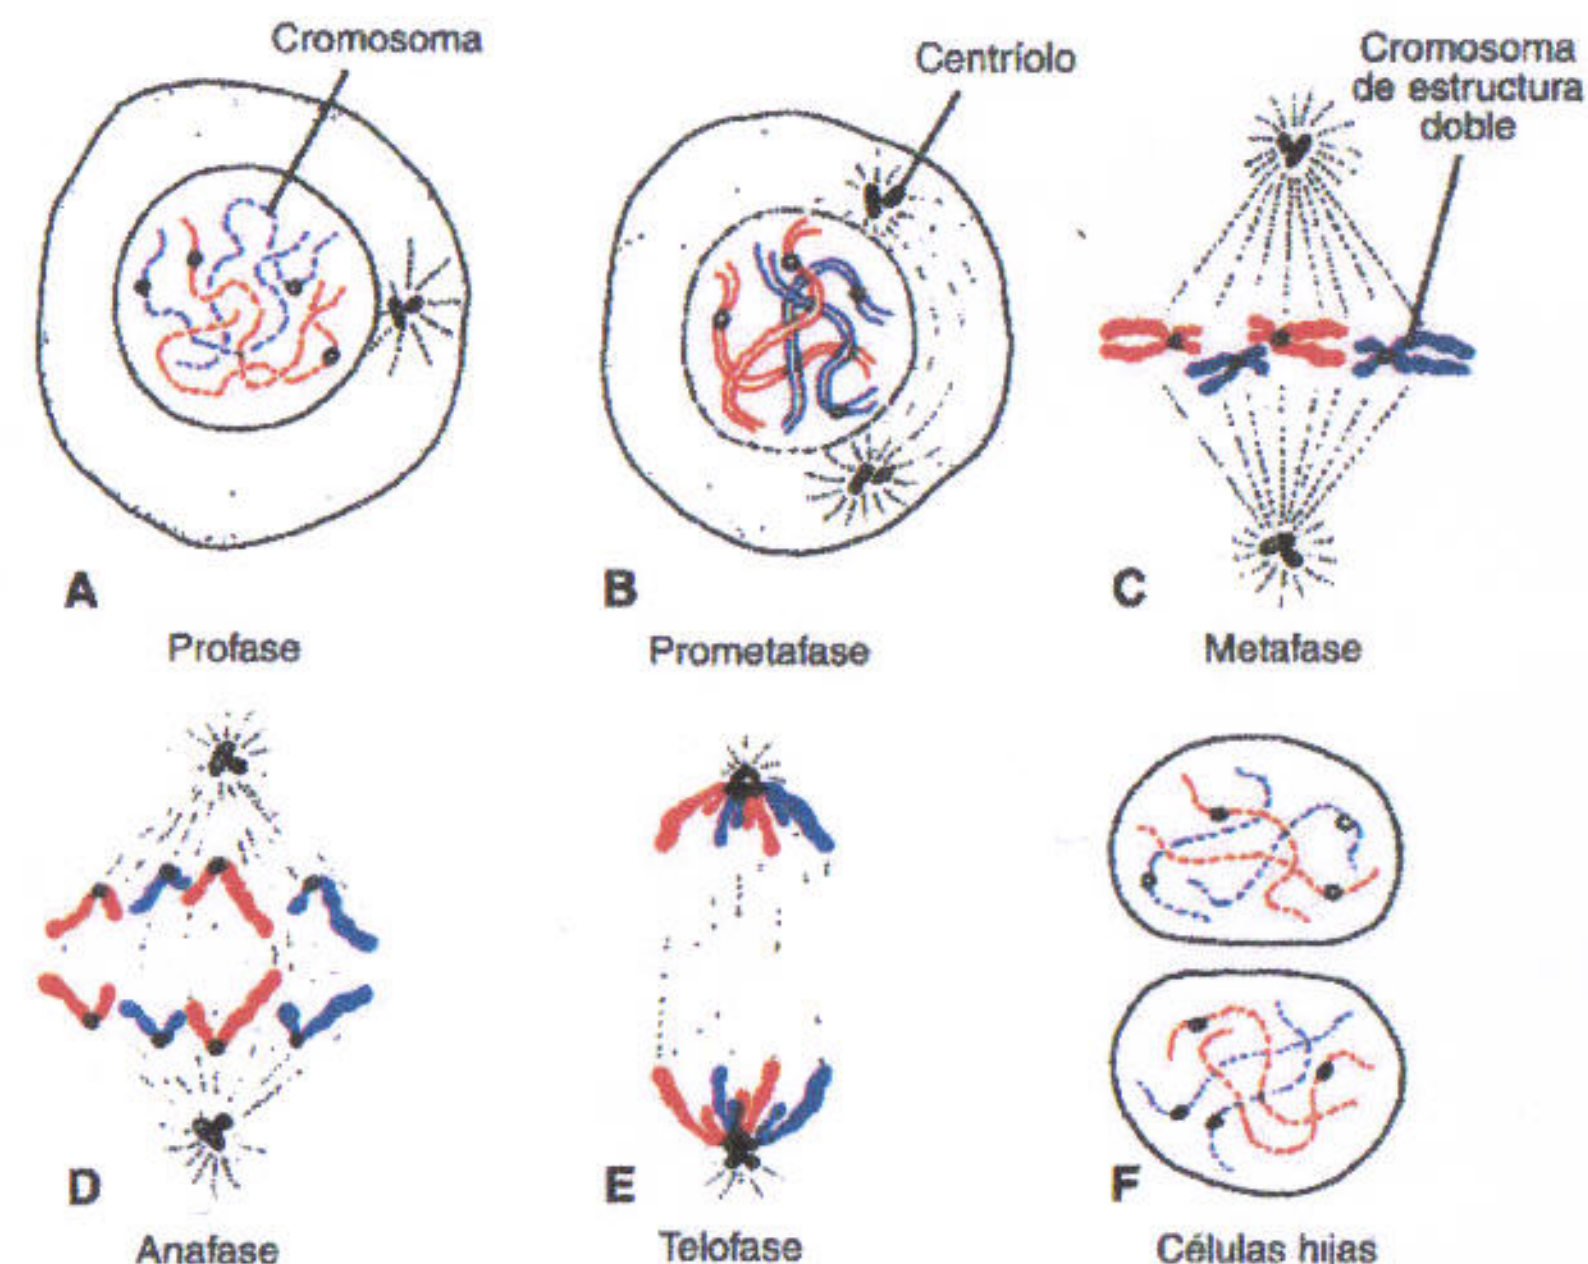 Cromosoma
Centríolo
Cromosoma
de estructura
doble
A
B
C
Profase
Prometafase
Metafase
D
E
F
Anafase
Telofase
Células hijas